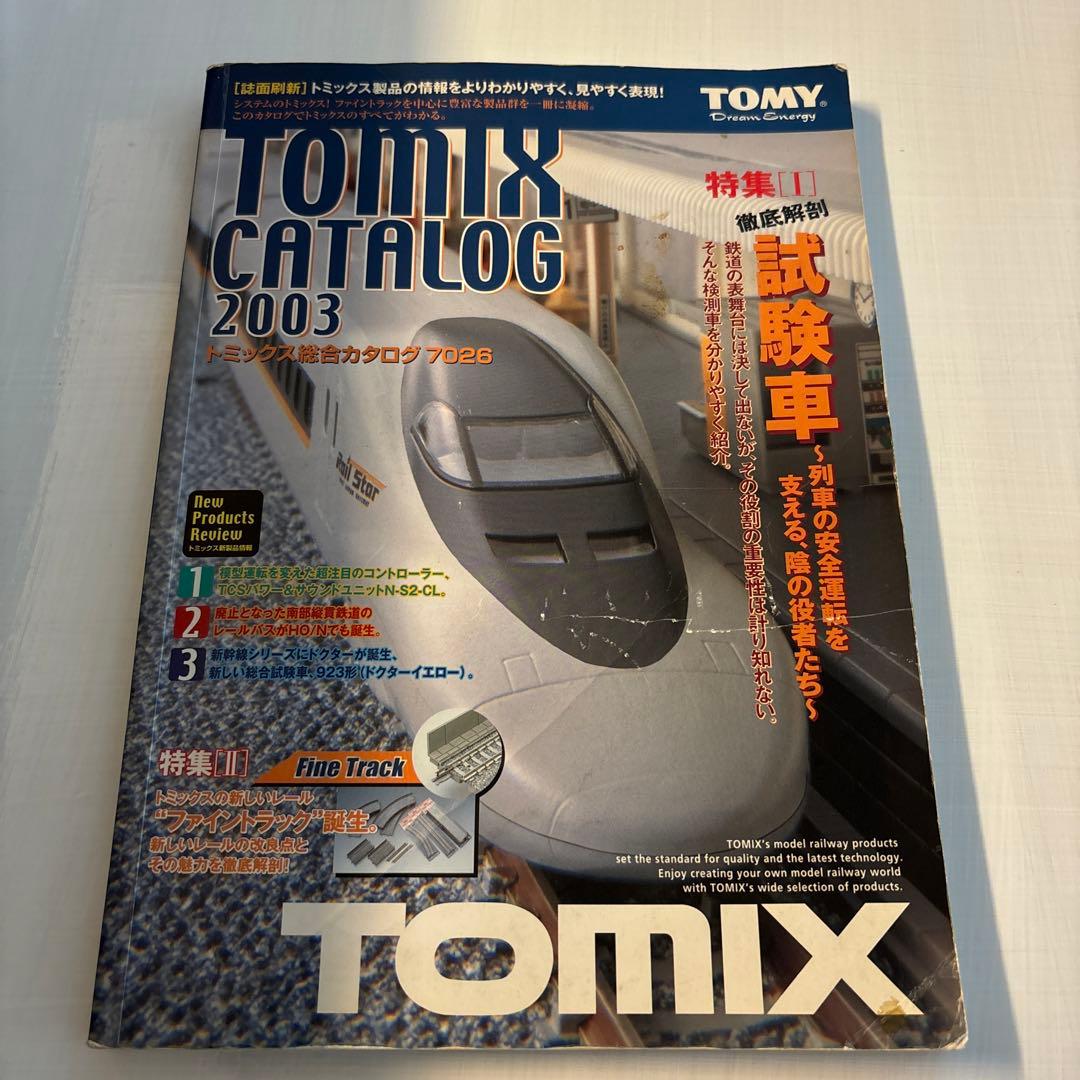 [誌面刷新]トミックス製品の情報をよりわかりやすく、見やすく表現!
システムのトミックス!ファイントラックを中心に豊富な製品群を一冊に凝縮。
このカタログでトミックスのすべてがわかる。
TOMY®
Dream Energy
TOMIX
CATALOG
2003
トミックス総合カタログ 7026
特集[I]
徹底解剖
試験車
~列車の安全運転を
支える、陰の役者たち~
鉄道の表舞台には決して出ないが、その役割の重要性は計り知れない。
そんな検測車を分かりやすく紹介。
Rail Star
New
Products
Review
トミックス新製品情報
1 模型運転を変えた超注目のコントローラー、
TCSパワー&サウンドユニットN-S2-CL。
2 廃止となった南部縦貫鉄道の
レールバスがHO/Nでも誕生。
3 新幹線シリーズにドクターが誕生、
新しい総合試験車、923形(ドクターイエロー)。
特集[II]
Fine Track
トミックスの新しいレール
“ファイントラック”誕生。
新しいレールの改良点と
その魅力を徹底解剖!
TOMIX's model railway products
set the standard for quality and the latest technology.
Enjoy creating your own model railway world
with TOMIX's wide selection of products.
TOMIX